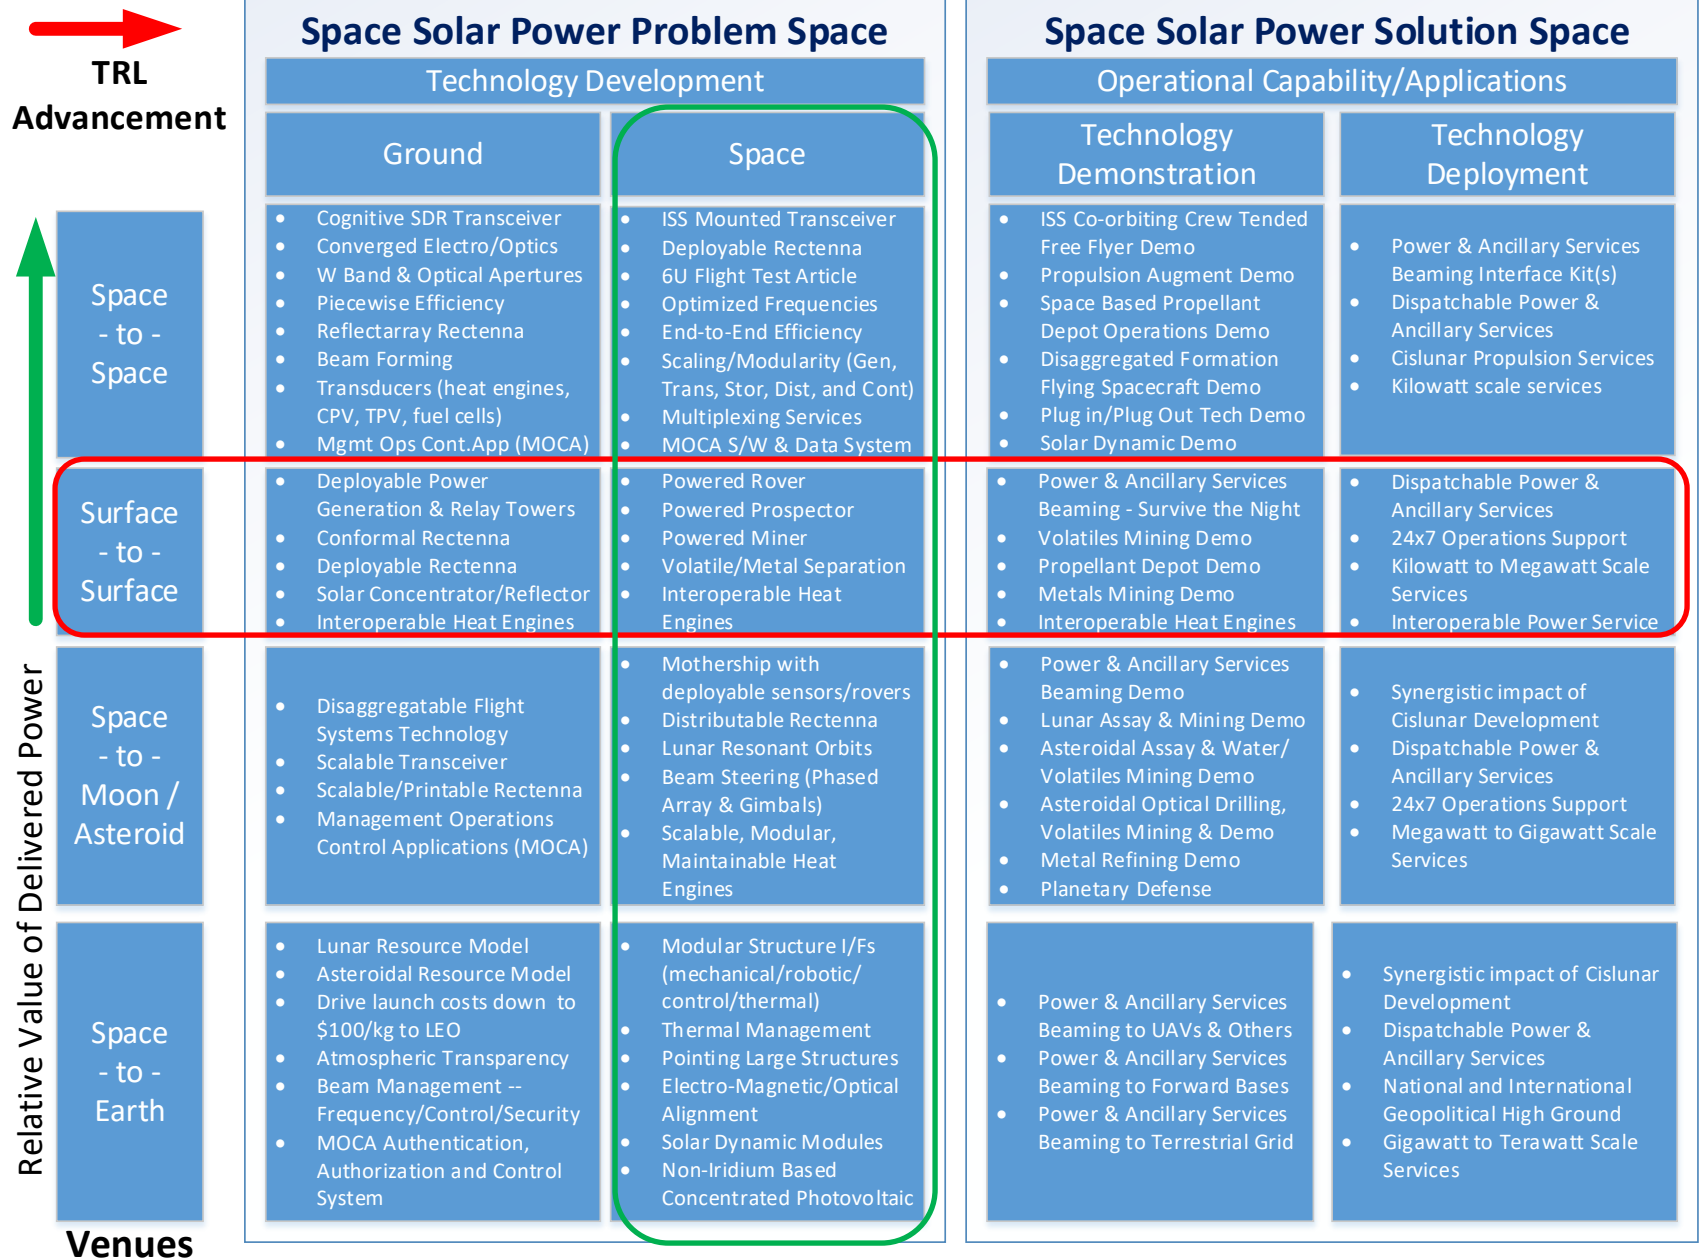 TRL
Advancement
Space Solar Power Problem Space
Space Solar Power Solution Space
Technology Development
Operational Capability/Applications
Ground
Space
Technology
Demonstration
Technology
Deployment
Space
- to -
Space
• Cognitive SDR Transceiver
• Converged Electro/Optics
• W Band & Optical Apertures
• Piecewise Efficiency
• Reflectarray Rectenna
• Beam Forming
• Transducers (heat engines,
CPV, TPV, fuel cells)
• Mgmt Ops Cont.App (MOCA)
• ISS Mounted Transceiver
• Deployable Rectenna
• 6U Flight Test Article
• Optimized Frequencies
• End-to-End Efficiency
• Scaling/Modularity (Gen,
Trans, Stor, Dist, and Cont)
• Multiplexing Services
• MOCA S/W & Data System
• ISS Co-orbiting Crew Tended
Free Flyer Demo
• Propulsion Augment Demo
• Space Based Propellant
Depot Operations Demo
• Disaggregated Formation
Flying Spacecraft Demo
• Plug in/Plug Out Tech Demo
• Solar Dynamic Demo
• Power & Ancillary Services
Beaming Interface Kit(s)
• Dispatchable Power &
Ancillary Services
• Cislunar Propulsion Services
• Kilowatt scale services
Surface
- to -
Surface
• Deployable Power
Generation & Relay Towers
• Conformal Rectenna
• Deployable Rectenna
• Solar Concentrator/Reflector
• Interoperable Heat Engines
• Powered Rover
• Powered Prospector
• Powered Miner
• Volatile/Metal Separation
• Interoperable Heat
Engines
• Power & Ancillary Services
Beaming - Survive the Night
• Volatiles Mining Demo
• Propellant Depot Demo
• Metals Mining Demo
• Interoperable Heat Engines
• Dispatchable Power &
Ancillary Services
• 24x7 Operations Support
• Kilowatt to Megawatt Scale
Services
• Interoperable Power Service
Space
- to -
Moon /
Asteroid
• Disaggregatable Flight
Systems Technology
• Scalable Transceiver
• Scalable/Printable Rectenna
• Management Operations
Control Applications (MOCA)
• Mothership with
deployable sensors/rovers
• Distributable Rectenna
• Lunar Resonant Orbits
• Beam Steering (Phased
Array & Gimbals)
• Scalable, Modular,
Maintainable Heat
Engines
• Power & Ancillary Services
Beaming Demo
• Lunar Assay & Mining Demo
• Asteroidal Assay & Water/
Volatiles Mining Demo
• Asteroidal Optical Drilling,
Volatiles Mining & Demo
• Metal Refining Demo
• Planetary Defense
• Synergistic impact of
Cislunar Development
• Dispatchable Power &
Ancillary Services
• 24x7 Operations Support
• Megawatt to Gigawatt Scale
Services
Space
- to -
Earth
• Lunar Resource Model
• Asteroidal Resource Model
• Drive launch costs down to
$100/kg to LEO
• Atmospheric Transparency
• Beam Management --
Frequency/Control/Security
• MOCA Authentication,
Authorization and Control
System
• Modular Structure I/Fs
(mechanical/robotic/
control/thermal)
• Thermal Management
• Pointing Large Structures
• Electro-Magnetic/Optical
Alignment
• Solar Dynamic Modules
• Non-Iridium Based
Concentrated Photovoltaic
• Power & Ancillary Services
Beaming to UAVs & Others
• Power & Ancillary Services
Beaming to Forward Bases
• Power & Ancillary Services
Beaming to Terrestrial Grid
• Synergistic impact of Cislunar
Development
• Dispatchable Power &
Ancillary Services
• National and International
Geopolitical High Ground
• Gigawatt to Terawatt Scale
Services
Relative Value of Delivered Power
Venues